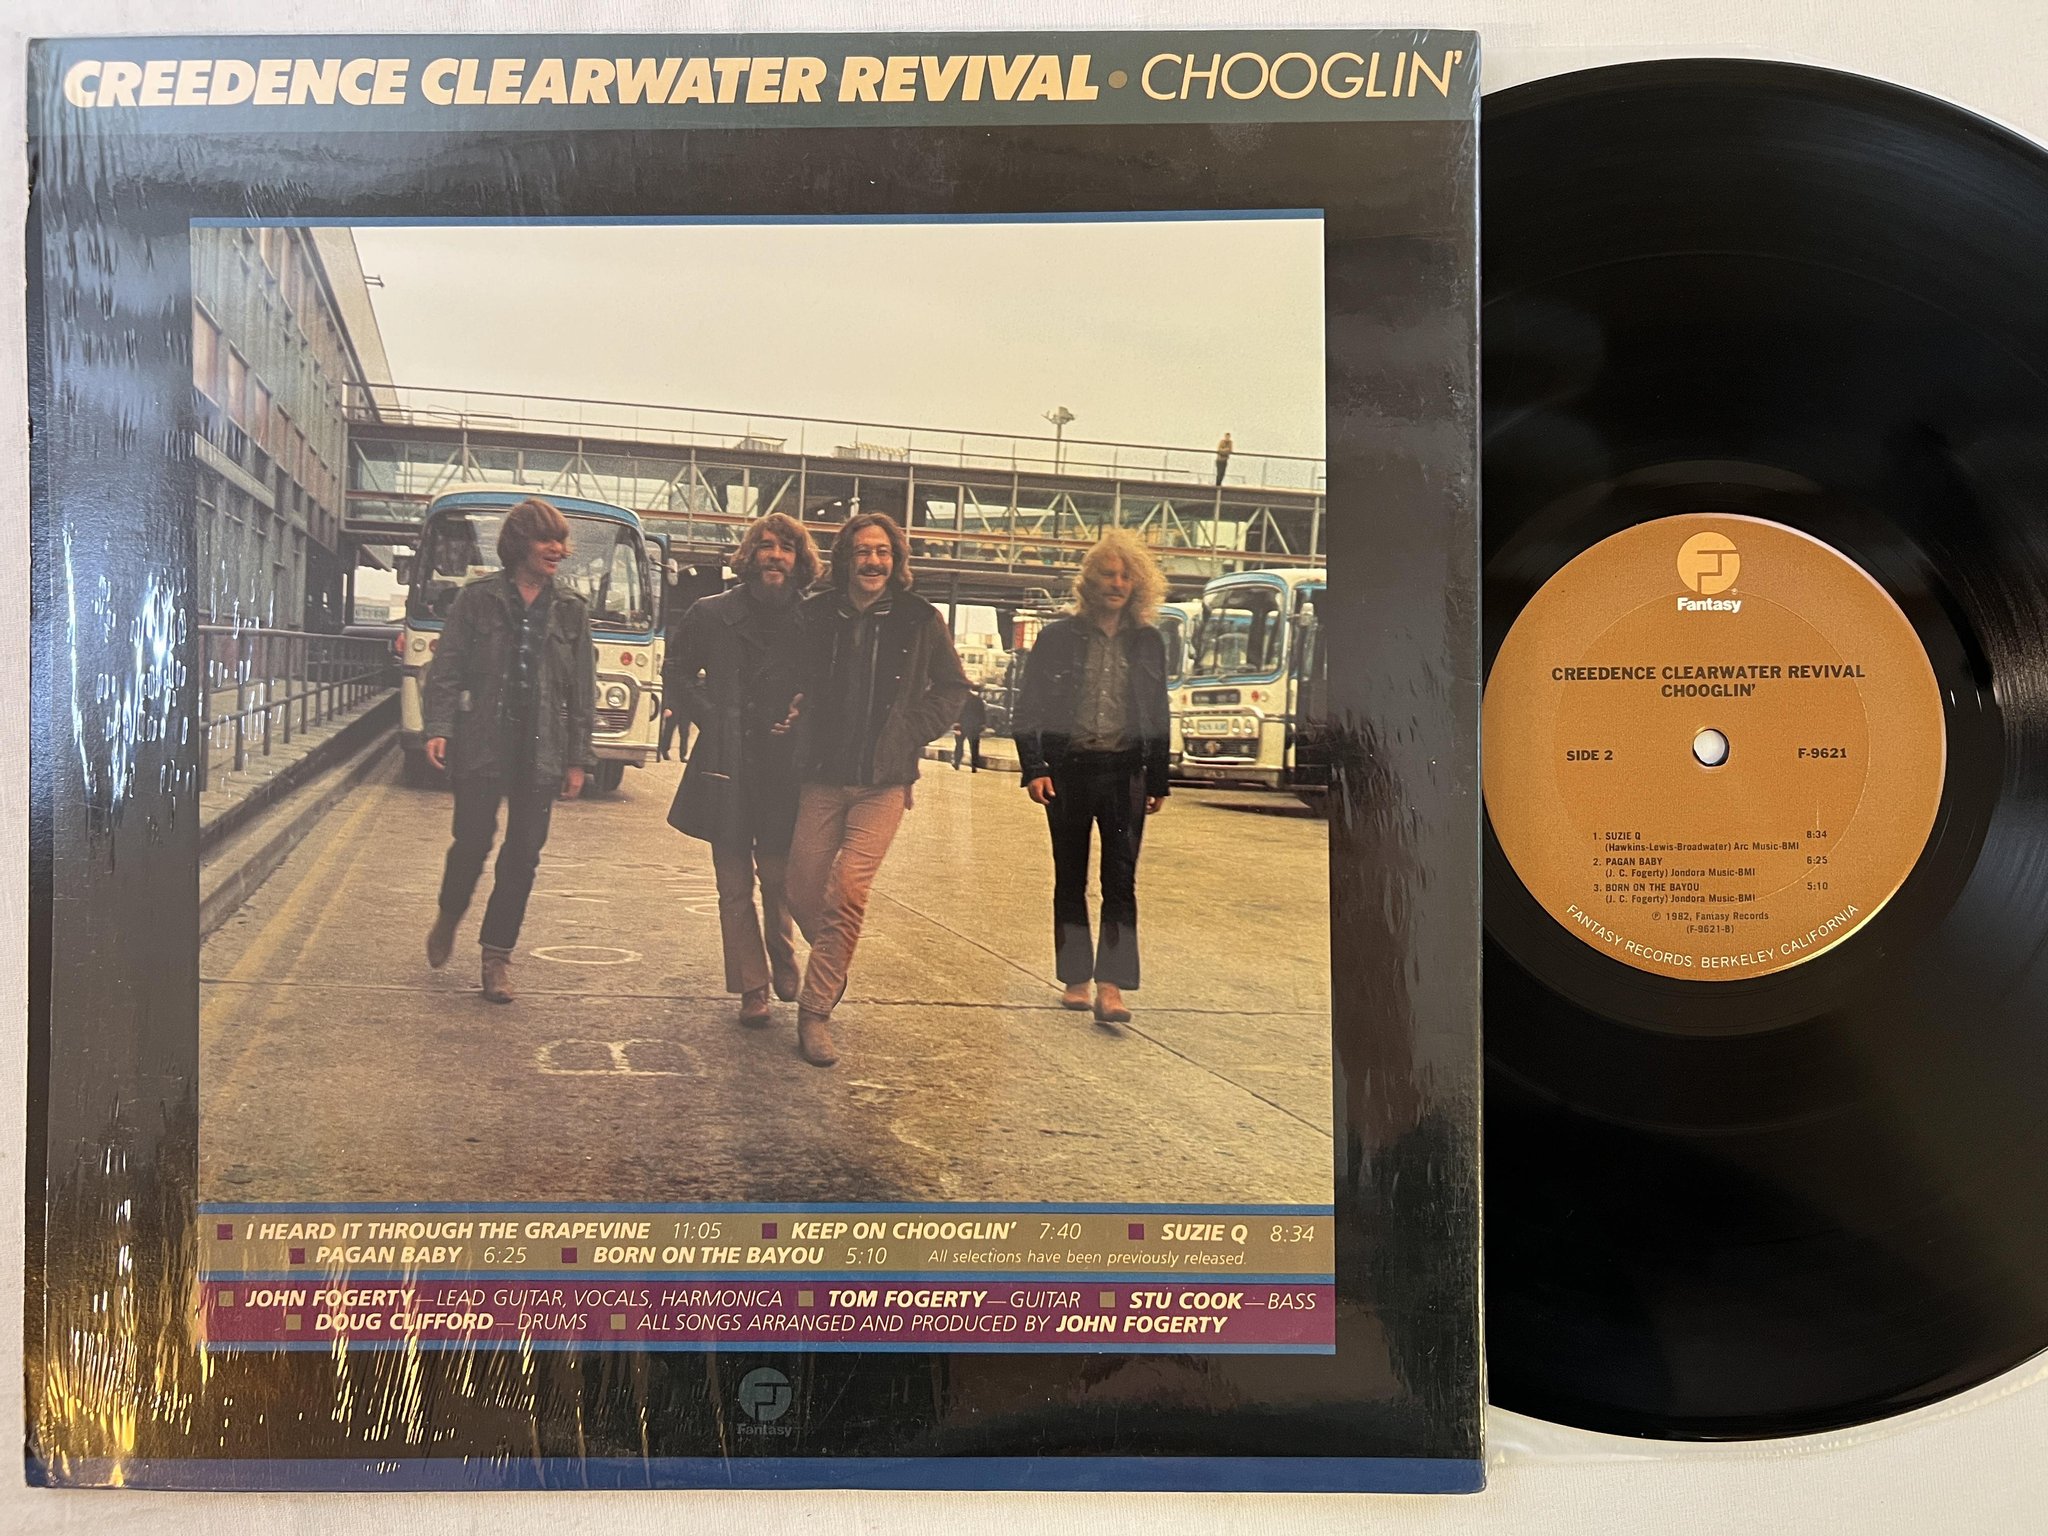 CREEDENCE CLEARWATER REVIVAL • CHOOGLIN'
I HEARD IT THROUGH THE GRAPEVINE 11:05 KEEP ON CHOOGLIN' 7:40 SUZIE Q 8:34
PAGAN BABY 6:25 BORN ON THE BAYOU 5:10 All selections have been previously released.
JOHN FOGERTY—LEAD GUITAR, VOCALS, HARMONICA TOM FOGERTY—GUITAR STU COOK—BASS
DOUG CLIFFORD—DRUMS ALL SONGS ARRANGED AND PRODUCED BY JOHN FOGERTY
Fantasy
Fantasy ®
CREEDENCE CLEARWATER REVIVAL
CHOOGLIN'
SIDE 2 F-9621
1. SUZIE Q 8:34
(Hawkins-Lewis-Broadwater) Arc Music-BMI
2. PAGAN BABY 6:25
(J. C. Fogerty) Jondora Music-BMI
3. BORN ON THE BAYOU 5:10
(J. C. Fogerty) Jondora Music-BMI
℗ 1982, Fantasy Records
(F-9621-B)
FANTASY RECORDS, BERKELEY, CALIFORNIA